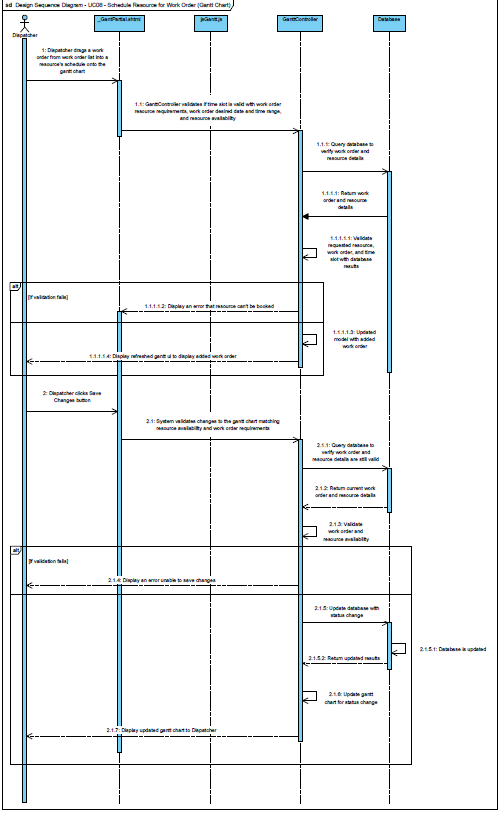 sd Design Sequence Diagram - UC08 - Schedule Resource for Work Order (Gantt Chart)
Dispatcher
_GantPartial.shtml
jsGantt.js
GanttController
Database
1: Dispatcher drags a work
order from work order list into a
resource's schedule onto the
gantt chart
1.1: GanttController validates if time slot is valid with work order
resource requirements, work order desired date and time range,
and resource availability
1.1.1: Query database to
verify work order and
resource details
1.1.1.1: Return work
order and resource
details
1.1.1.1.1: Validate
requested resource,
work order, and time
slot with database
results
alt
[If validation fails]
1.1.1.1.2: Display an error that resource can't be booked
1.1.1.1.3: Updated
model with added
work order
1.1.1.1.4: Display refreshed gantt ui to display added work order
2: Dispatcher clicks Save
Changes button
2.1: System validates changes to the gantt chart matching
resource availability and work order requirements
2.1.1: Query database to
verify work order and
resource details are still valid
2.1.2: Return current work
order and resource details
2.1.3: Validate
work order and
resource availability
alt
[If validation fails]
2.1.4: Display an error unable to save changes
2.1.5: Update database with
status change
2.1.5.1: Database is updated
2.1.5.2: Return updated results
2.1.6: Update gantt
chart for status change
2.1.7: Display updated gantt chart to Dispatcher